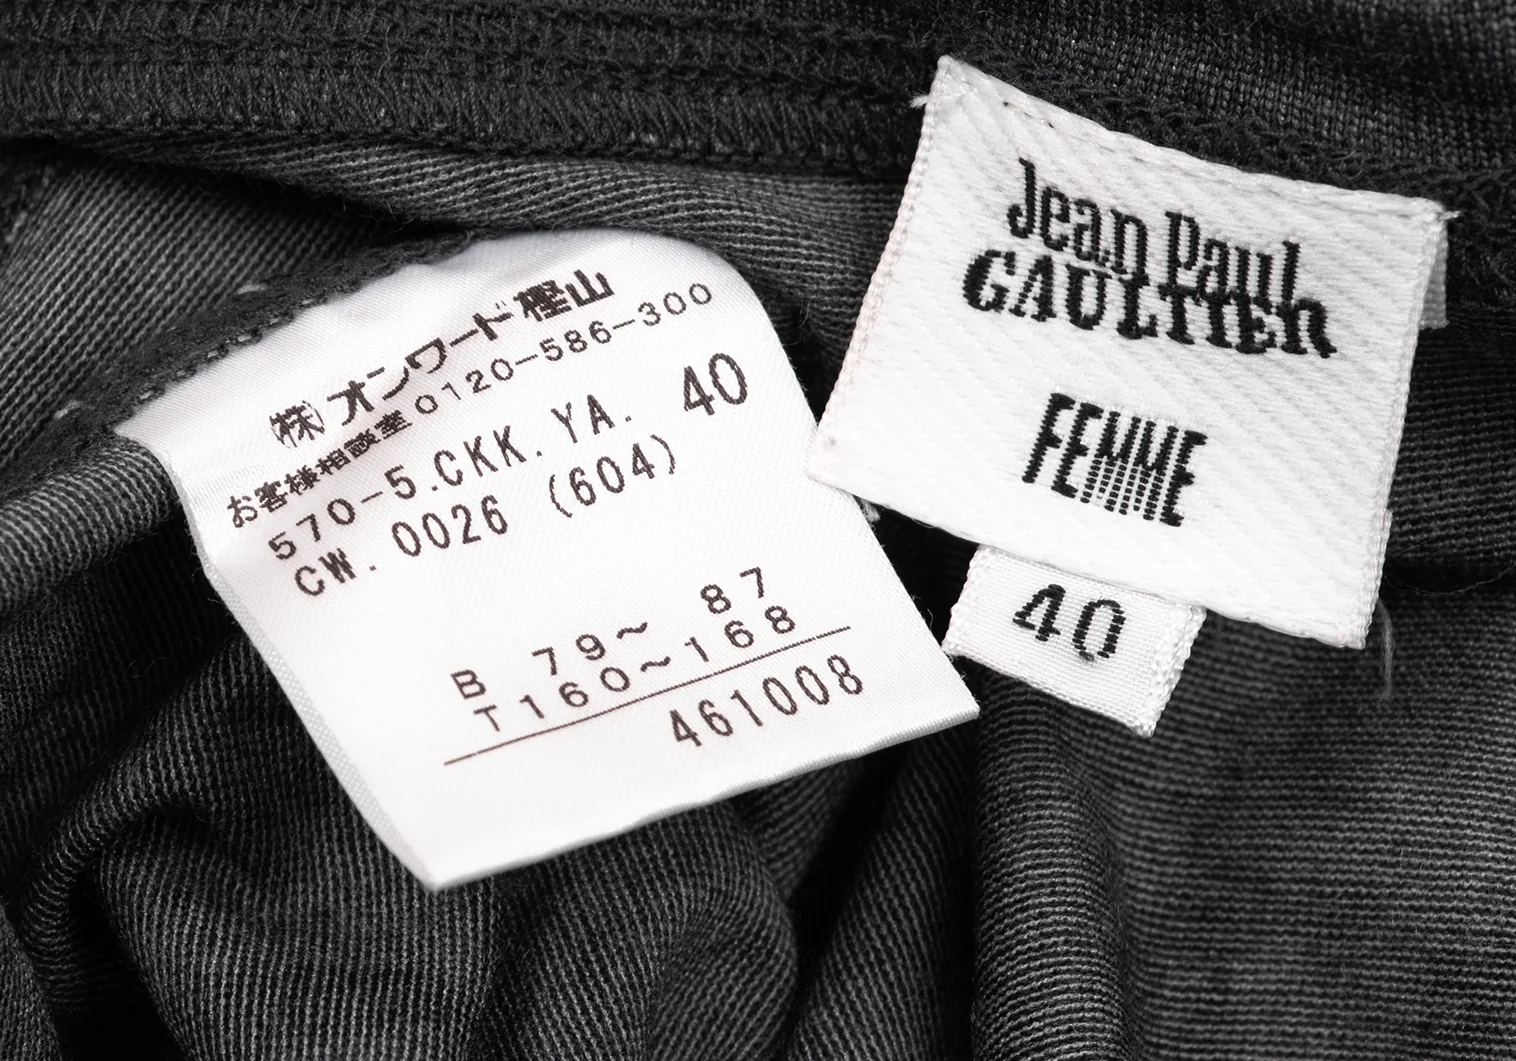 ㈱オンワード樫山
お客様相談室0120-586-300
570-5.CKK.YA. 40
CW. 0026 (604)
B 79~ 87
T160~168
461008
Jean Paul
GAULTIER
FEMME
40